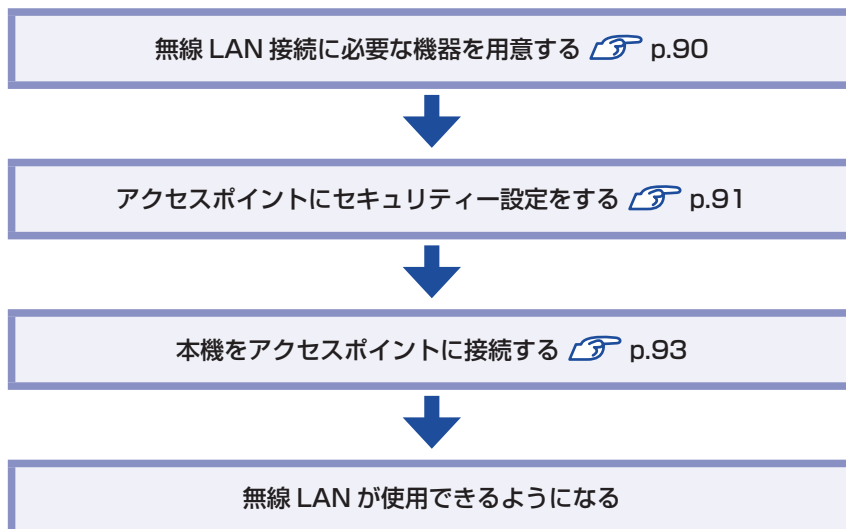 無線 LAN 接続に必要な機器を用意する p.90
アクセスポイントにセキュリティー設定をする p.91
本機をアクセスポイントに接続する p.93
無線 LAN が使用できるようになる